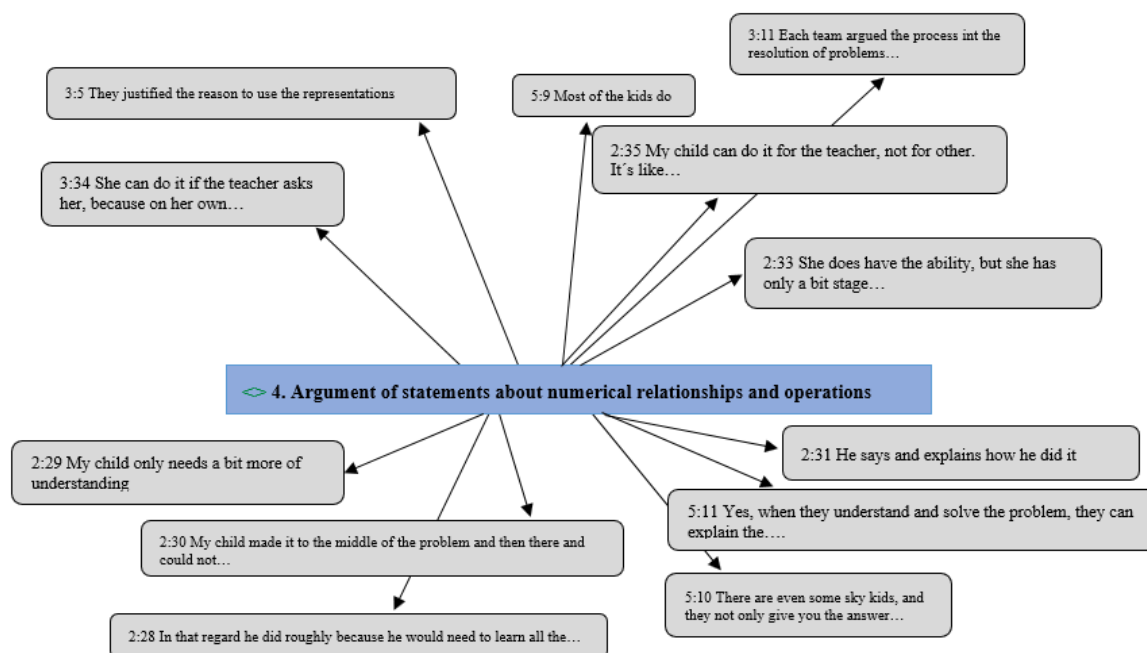 3:11 Each team argued the process int the
resolution of problems…
3:5 They justified the reason to use the representations
5:9 Most of the kids do
2:35 My child can do it for the teacher, not for other.
It´s like…
3:34 She can do it if the teacher asks
her, because on her own…
2:33 She does have the ability, but she has
only a bit stage…
<> 4. Argument of statements about numerical relationships and operations
2:29 My child only needs a bit more of
understanding
2:31 He says and explains how he did it
5:11 Yes, when they understand and solve the problem, they can
explain the….
2:30 My child made it to the middle of the problem and then there and
could not…
5:10 There are even some sky kids, and
they not only give you the answer…
2:28 In that regard he did roughly because he would need to learn all the…